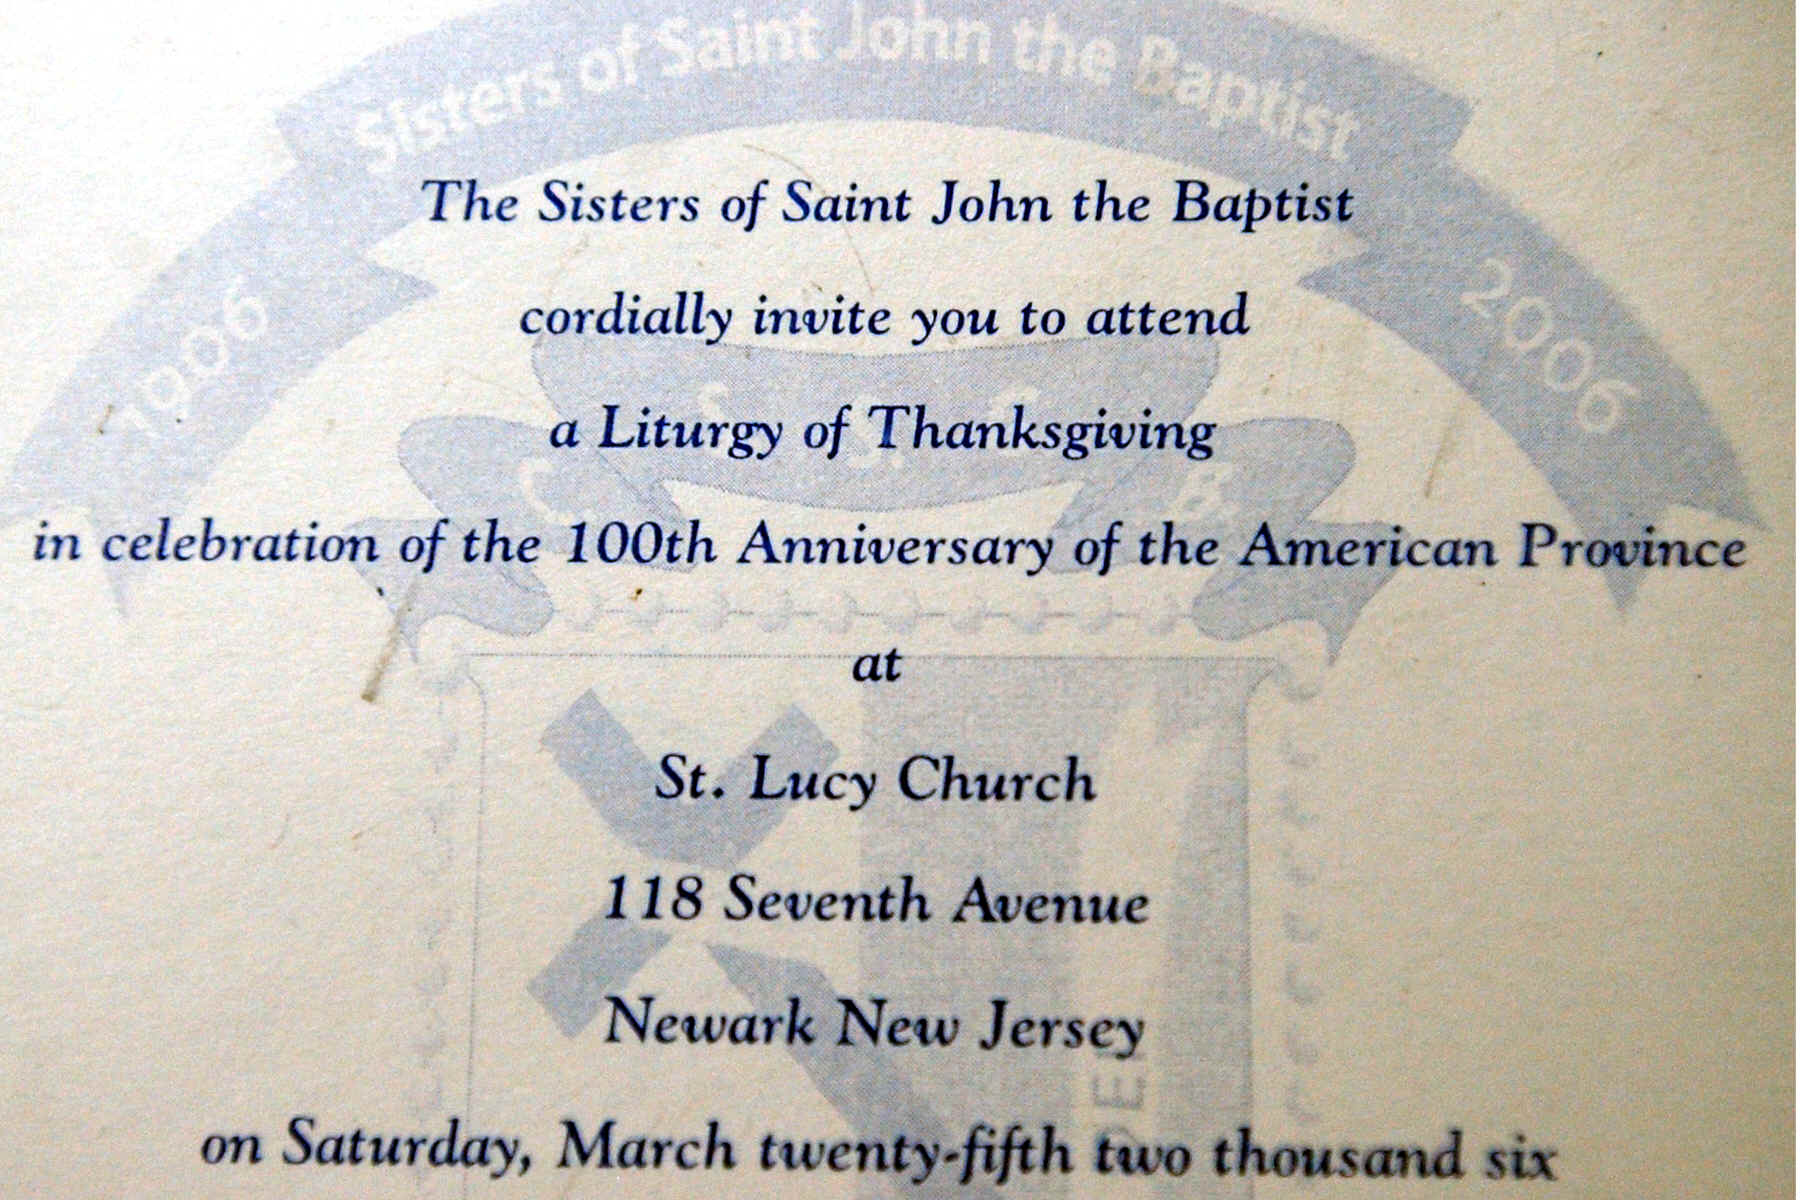 Sisters of Saint John the Baptist
1906
2006
The Sisters of Saint John the Baptist
cordially invite you to attend
a Liturgy of Thanksgiving
in celebration of the 100th Anniversary of the American Province
at
St. Lucy Church
118 Seventh Avenue
Newark New Jersey
on Saturday, March twenty-fifth two thousand six